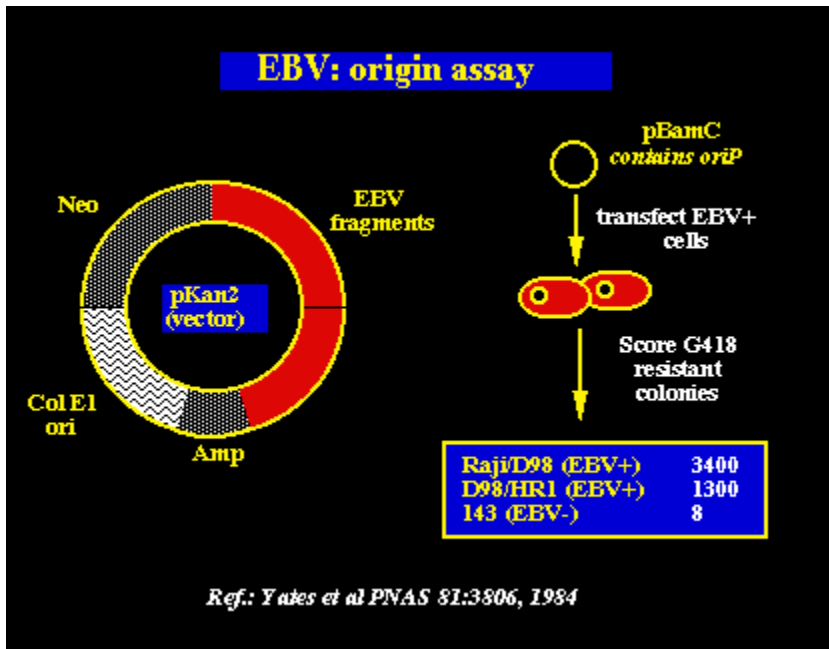 EBV: origin assay
Neo
EBV
fragments
pKan2
(vector)
Col E1
ori
Amp
pBamC
contains oriP
transfect EBV+
cells
Score G418
resistant
colonies
Raji/D98 (EBV+) 3400
D98/HR1 (EBV+) 1300
143 (EBV-) 8
Ref.: Yates et al PNAS 81:3806, 1984